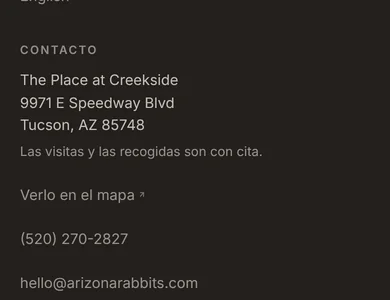 English
CONTACTO
The Place at Creekside
9971 E Speedway Blvd
Tucson, AZ 85748
Las visitas y las recogidas son con cita.
Verlo en el mapa ↗
(520) 270-2827
hello@arizonarabbits.com